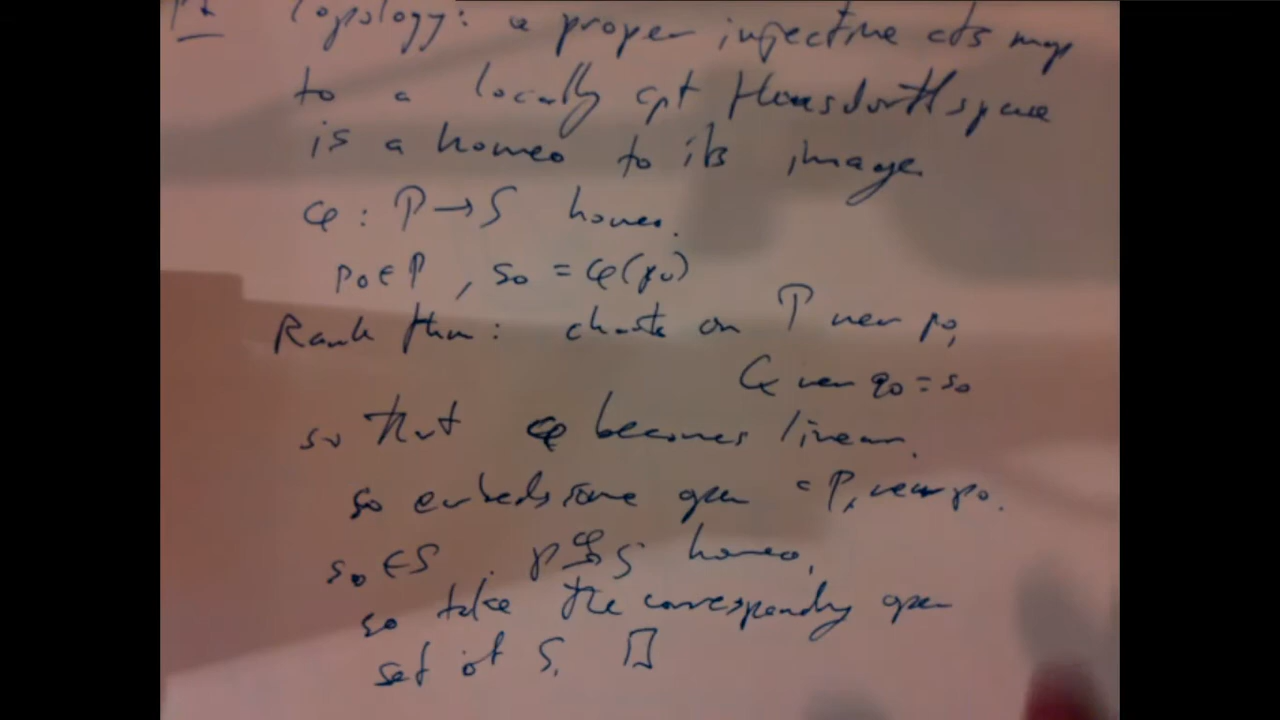 Pf Topology: a proper injective cts map
to a locally cpt Hausdorff space
is a homeo to its image
φ : P → S homeo.
p₀ ∈ P, s₀ = φ(p₀)
Rank thm: charts on P near p₀,
Q near q₀ = s₀
so that φ becomes linear.
so embeds some open ⊂ P, near p₀.
s₀ ∈ S. P φ→ S homeo,
so take the corresponding open
set of S. □